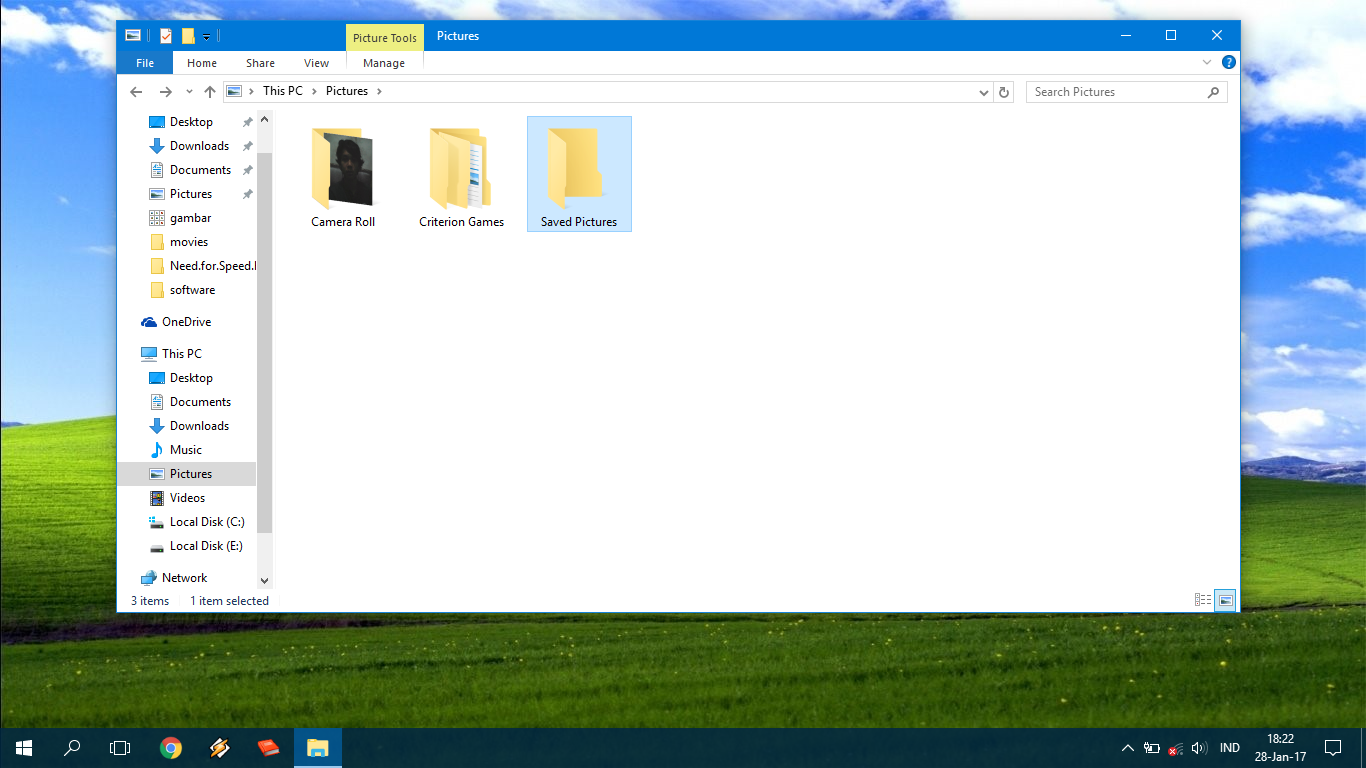 Picture Tools
Pictures
File
Home
Share
View
Manage
This PC
Pictures
Search Pictures
Desktop
Downloads
Documents
Pictures
gambar
movies
Need.for.Speed.
software
OneDrive
This PC
Desktop
Documents
Downloads
Music
Pictures
Videos
Local Disk (C:)
Local Disk (E:)
Network
Camera Roll
Criterion Games
Saved Pictures
3 items
1 item selected
IND
18:22
28-Jan-17